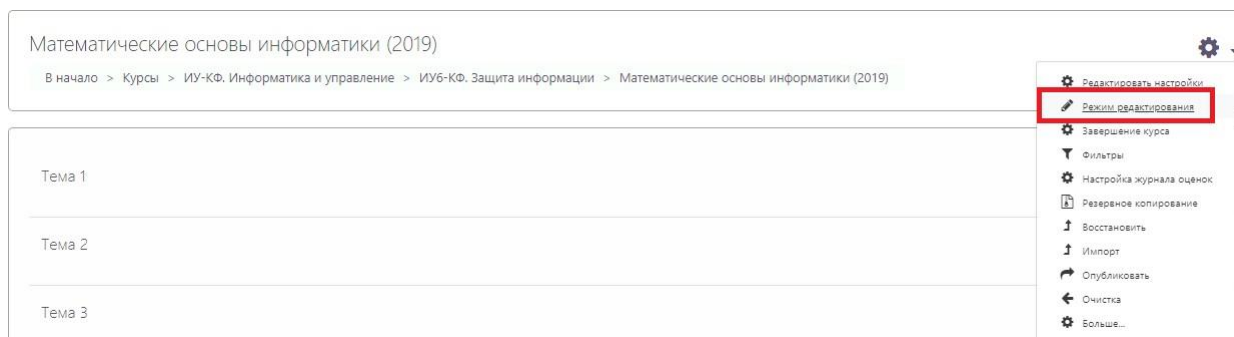 Математические основы информатики (2019)
В начало > Курсы > ИУ-КФ. Информатика и управление > ИУ6-КФ. Защита информации > Математические основы информатики (2019)
Редактировать настройки
Режим редактирования
Завершение курса
Фильтры
Настройка журнала оценок
Резервное копирование
Восстановить
Импорт
Опубликовать
Очистка
Больше...
Тема 1
Тема 2
Тема 3